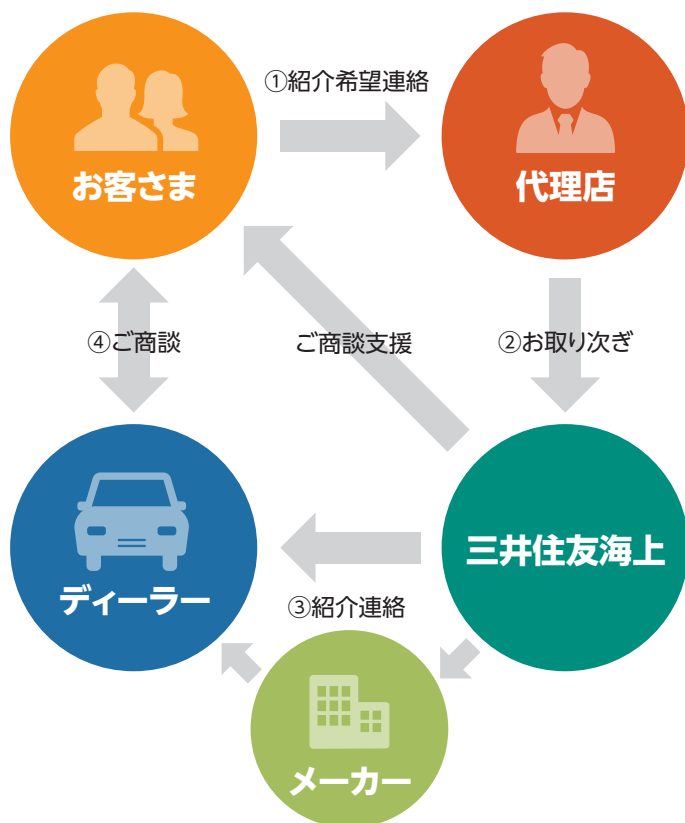 ①紹介希望連絡
お客さま
代理店
④ご商談
ご商談支援
②お取り次ぎ
三井住友海上
ディーラー
③紹介連絡
メーカー